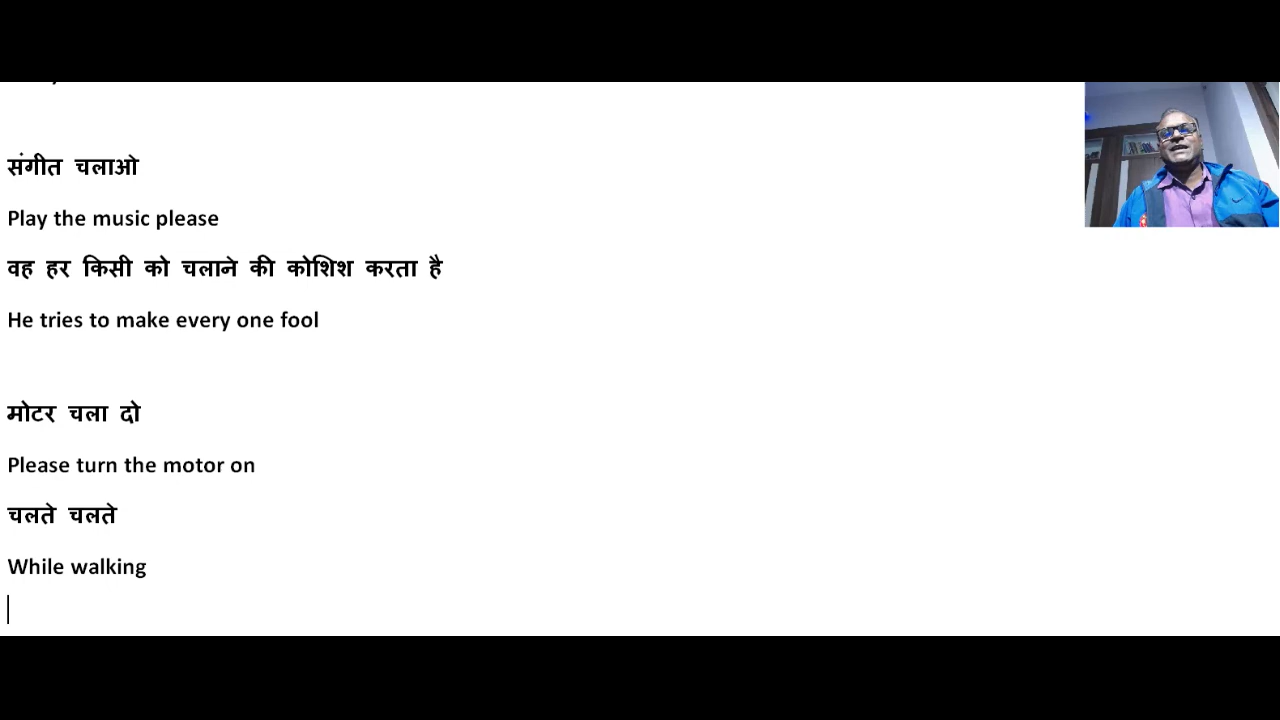 संगीत चलाओ
Play the music please
वह हर किसी को चलाने की कोशिश करता है
He tries to make every one fool
मोटर चला दो
Please turn the motor on
चलते चलते
While walking